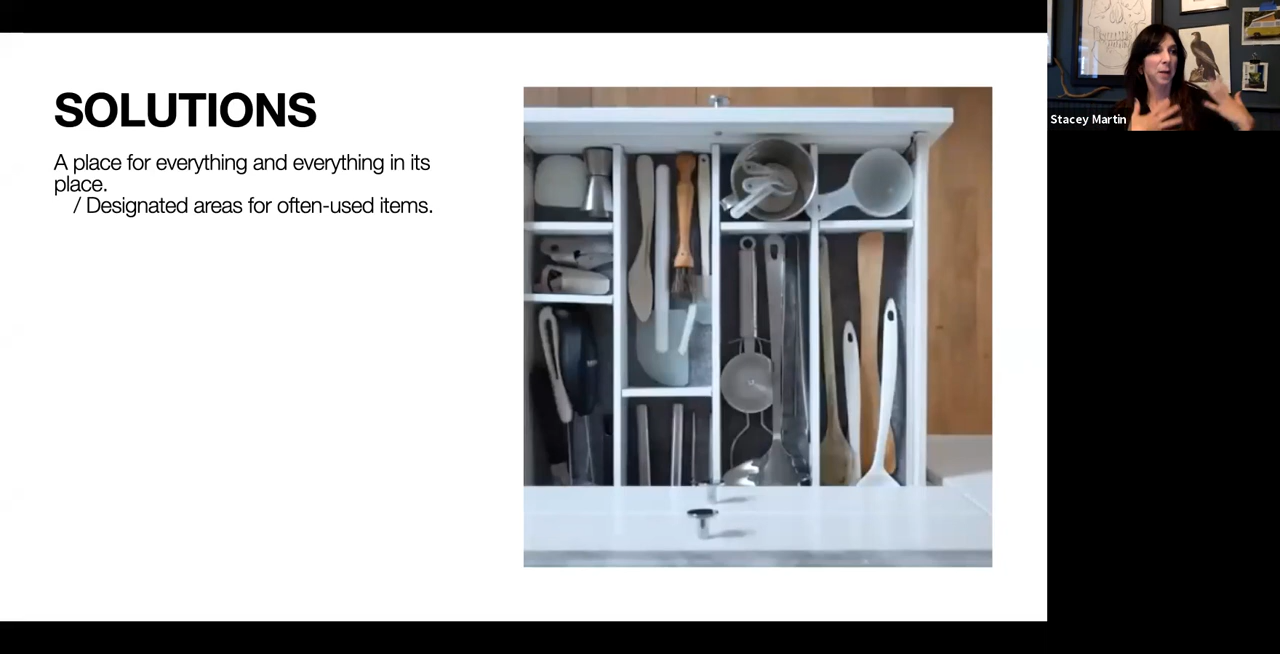 SOLUTIONS
A place for everything and everything in its
place.
/ Designated areas for often-used items.
Stacey Martin